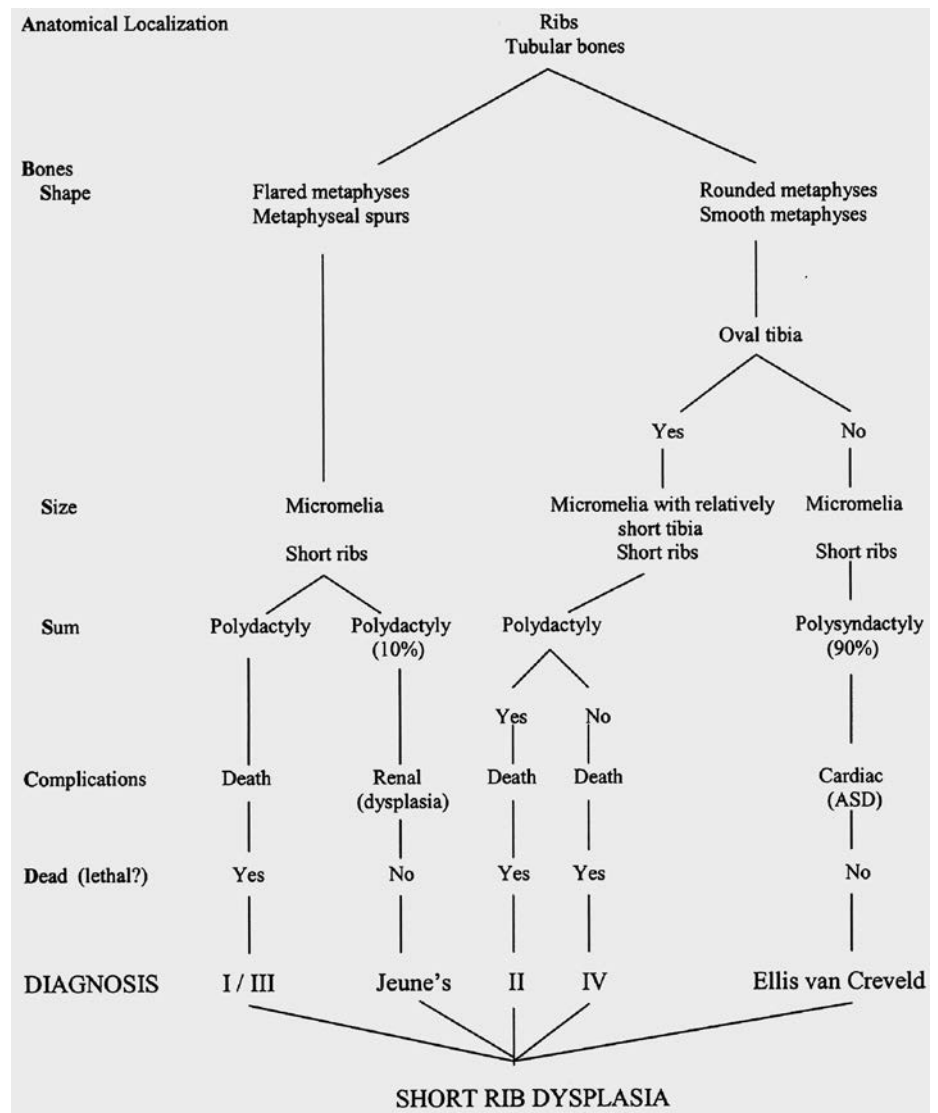 Anatomical Localization
Ribs
Tubular bones
Bones
Shape
Flared metaphyses
Metaphyseal spurs
Rounded metaphyses
Smooth metaphyses
Oval tibia
Yes
No
Size
Micromelia
Short ribs
Micromelia with relatively
short tibia
Short ribs
Micromelia
Short ribs
Sum
Polydactyly
Polydactyly
(10%)
Polydactyly
Polysyndactyly
(90%)
Yes
No
Complications
Death
Renal
(dysplasia)
Death
Death
Cardiac
(ASD)
Dead (lethal?)
Yes
No
Yes
Yes
No
DIAGNOSIS
I / III
Jeune's
II
IV
Ellis van Creveld
SHORT RIB DYSPLASIA